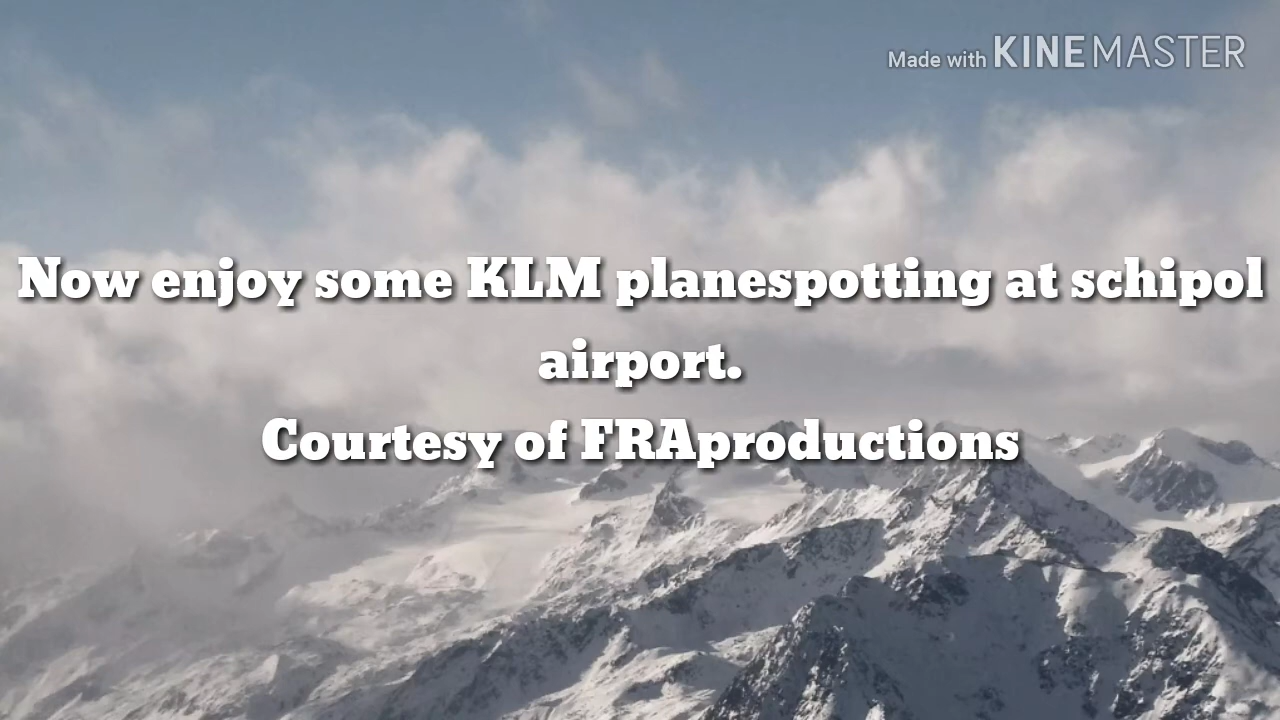 Made with KINEMASTER
Now enjoy some KLM planespotting at schipol
airport.
Courtesy of FRAproductions